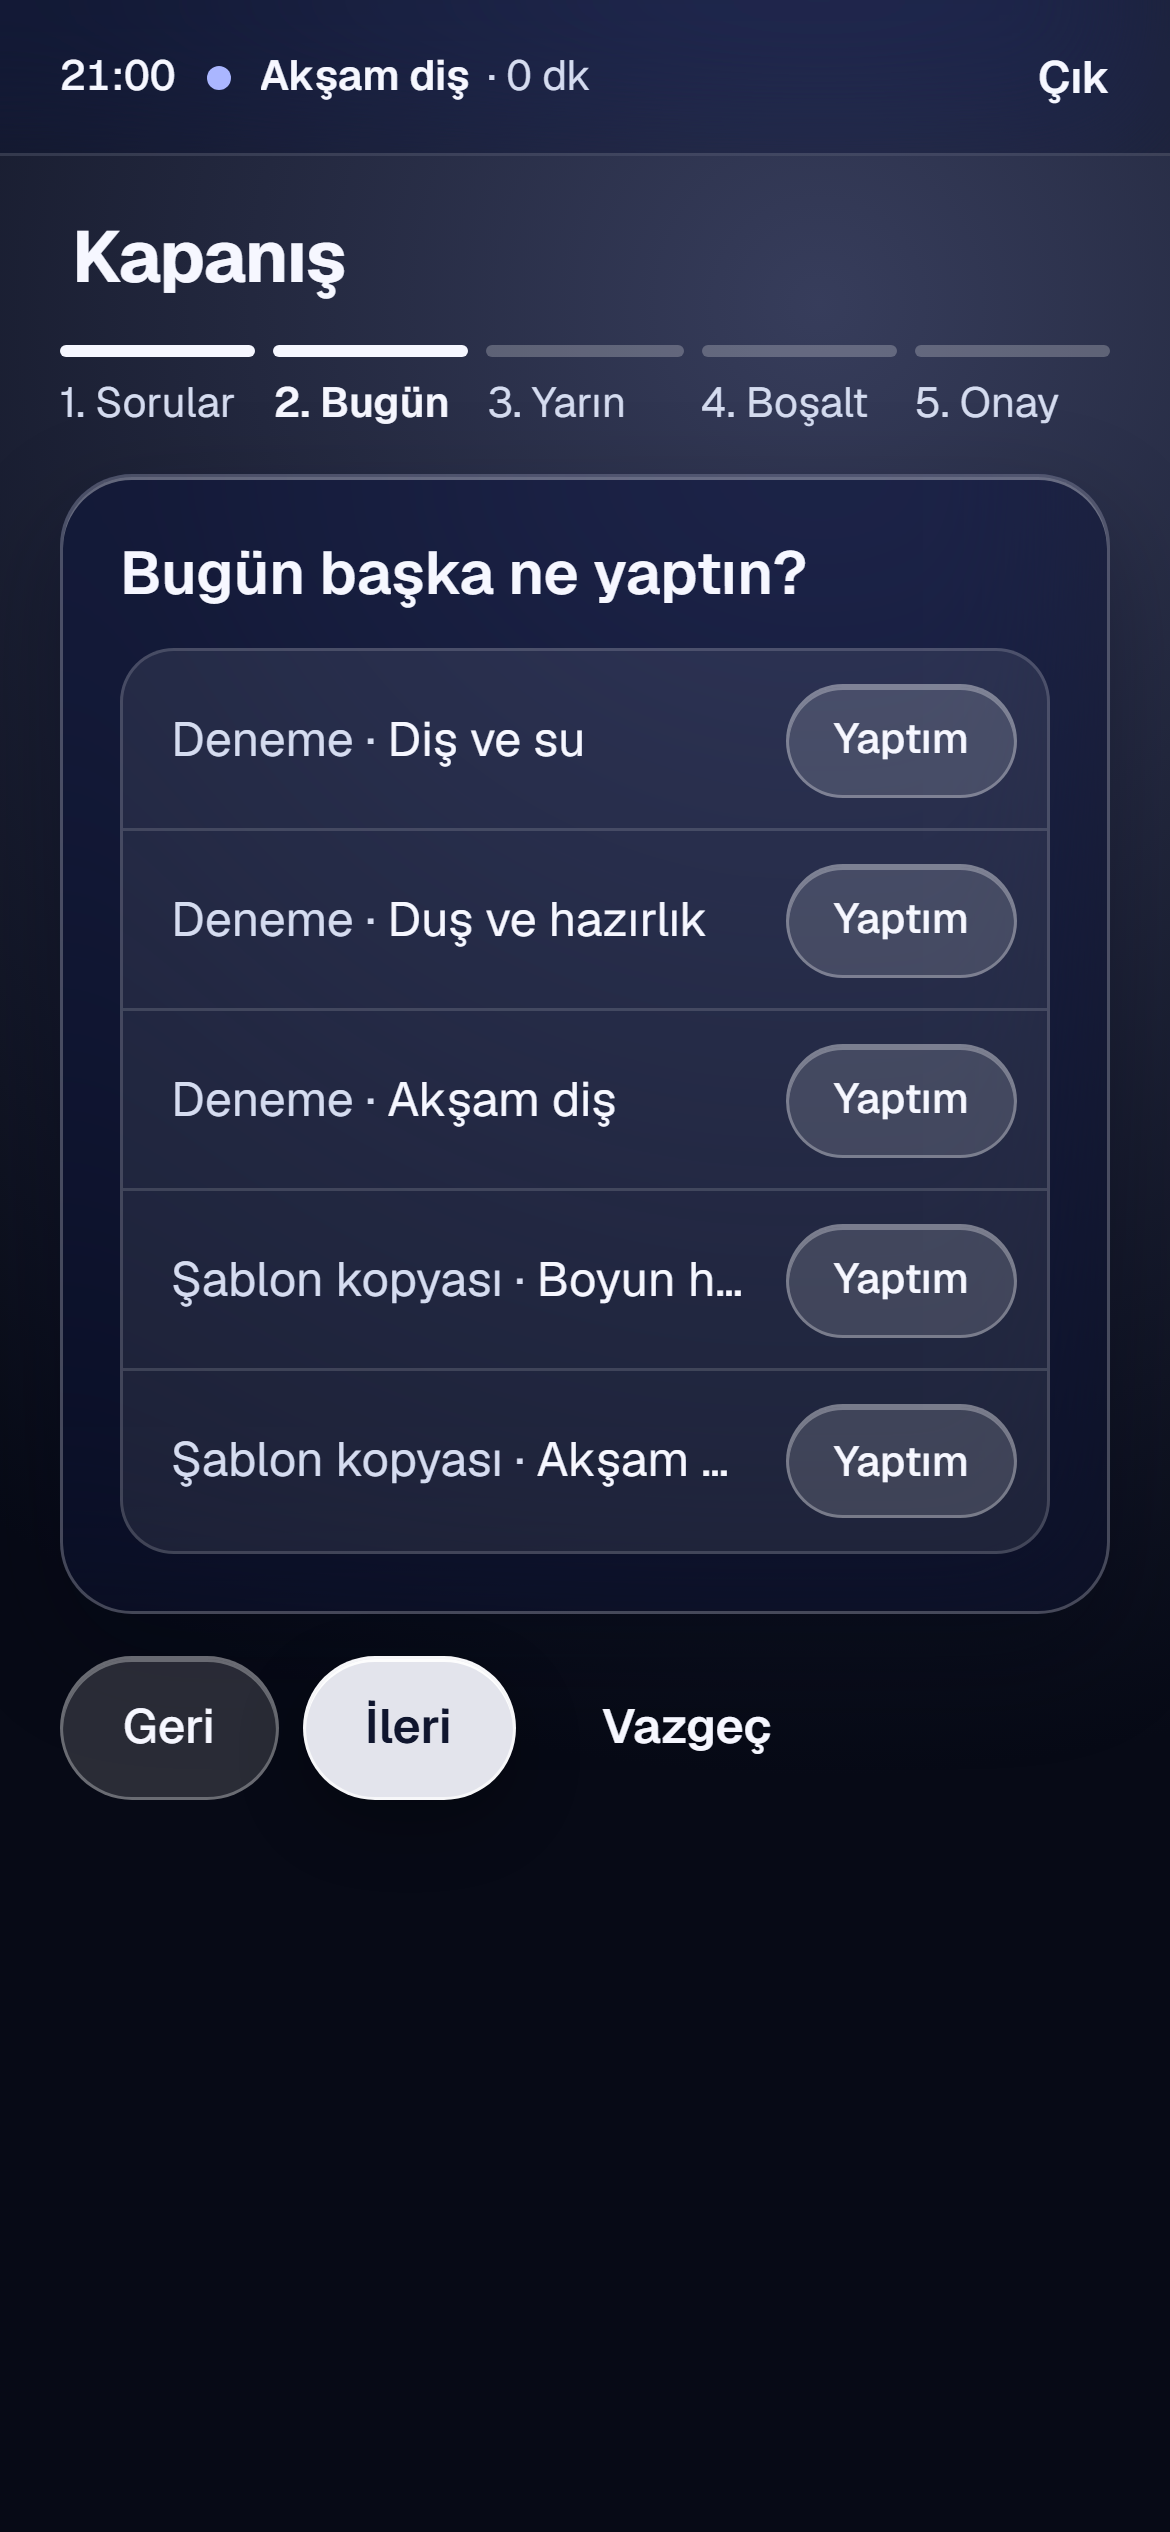 21:00 Akşam diş · 0 dk Çık
Kapanış
1. Sorular 2. Bugün 3. Yarın 4. Boşalt 5. Onay
Bugün başka ne yaptın?
Deneme · Diş ve su Yaptım
Deneme · Duş ve hazırlık Yaptım
Deneme · Akşam diş Yaptım
Şablon kopyası · Boyun h... Yaptım
Şablon kopyası · Akşam ... Yaptım
Geri İleri Vazgeç